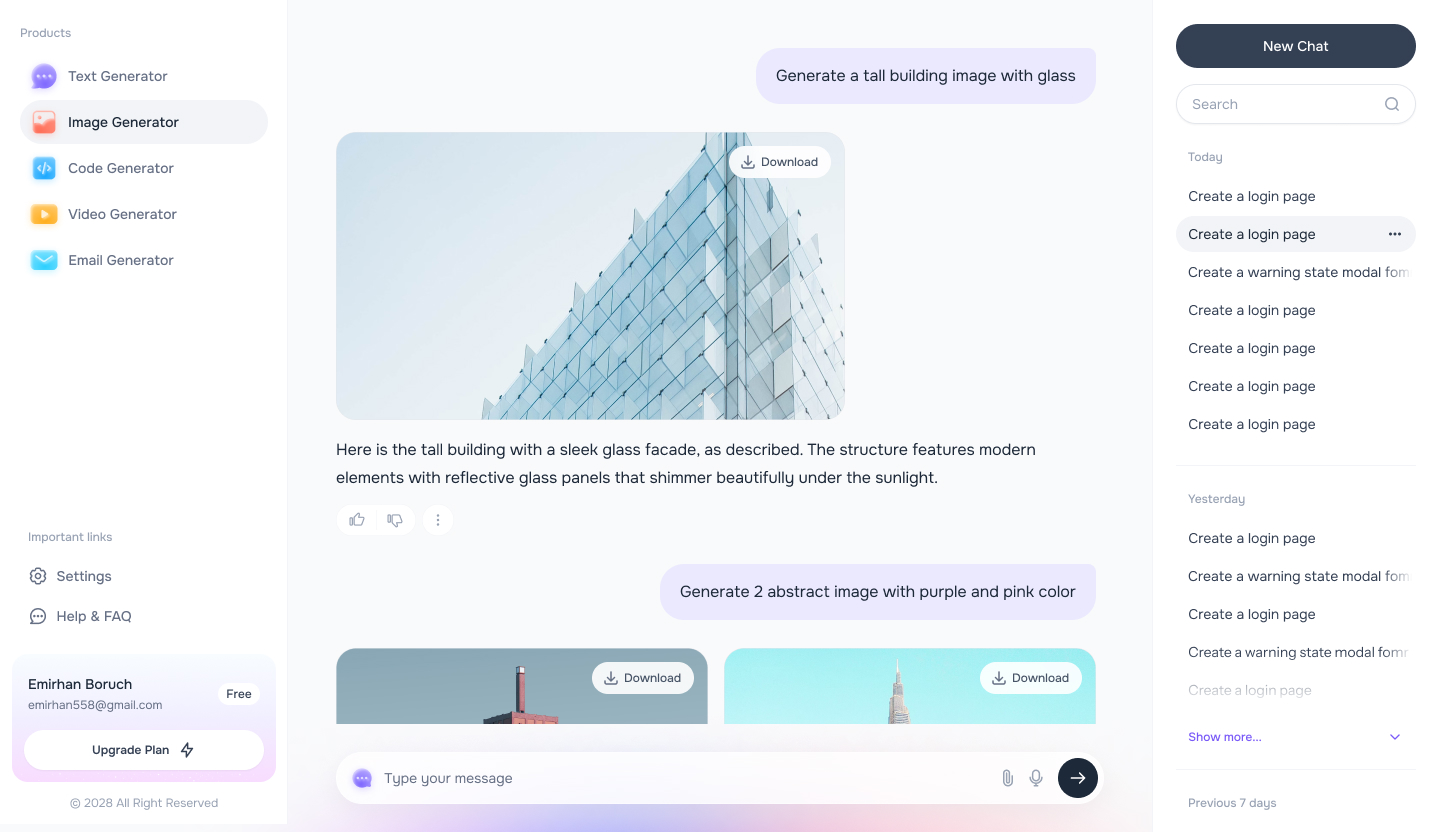 Products
Text Generator
Image Generator
Code Generator
Video Generator
Email Generator
Important links
Settings
Help & FAQ
Emirhan Boruch
emirhan558@gmail.com
Free
Upgrade Plan
© 2028 All Right Reserved
Generate a tall building image with glass
Download
Here is the tall building with a sleek glass facade, as described. The structure features modern
elements with reflective glass panels that shimmer beautifully under the sunlight.
Generate 2 abstract image with purple and pink color
Download
Download
Type your message
New Chat
Search
Today
Create a login page
Create a login page
Create a warning state modal fom
Create a login page
Create a login page
Create a login page
Create a login page
Yesterday
Create a login page
Create a warning state modal fom
Create a login page
Create a warning state modal fomr
Create a login page
Show more...
Previous 7 days